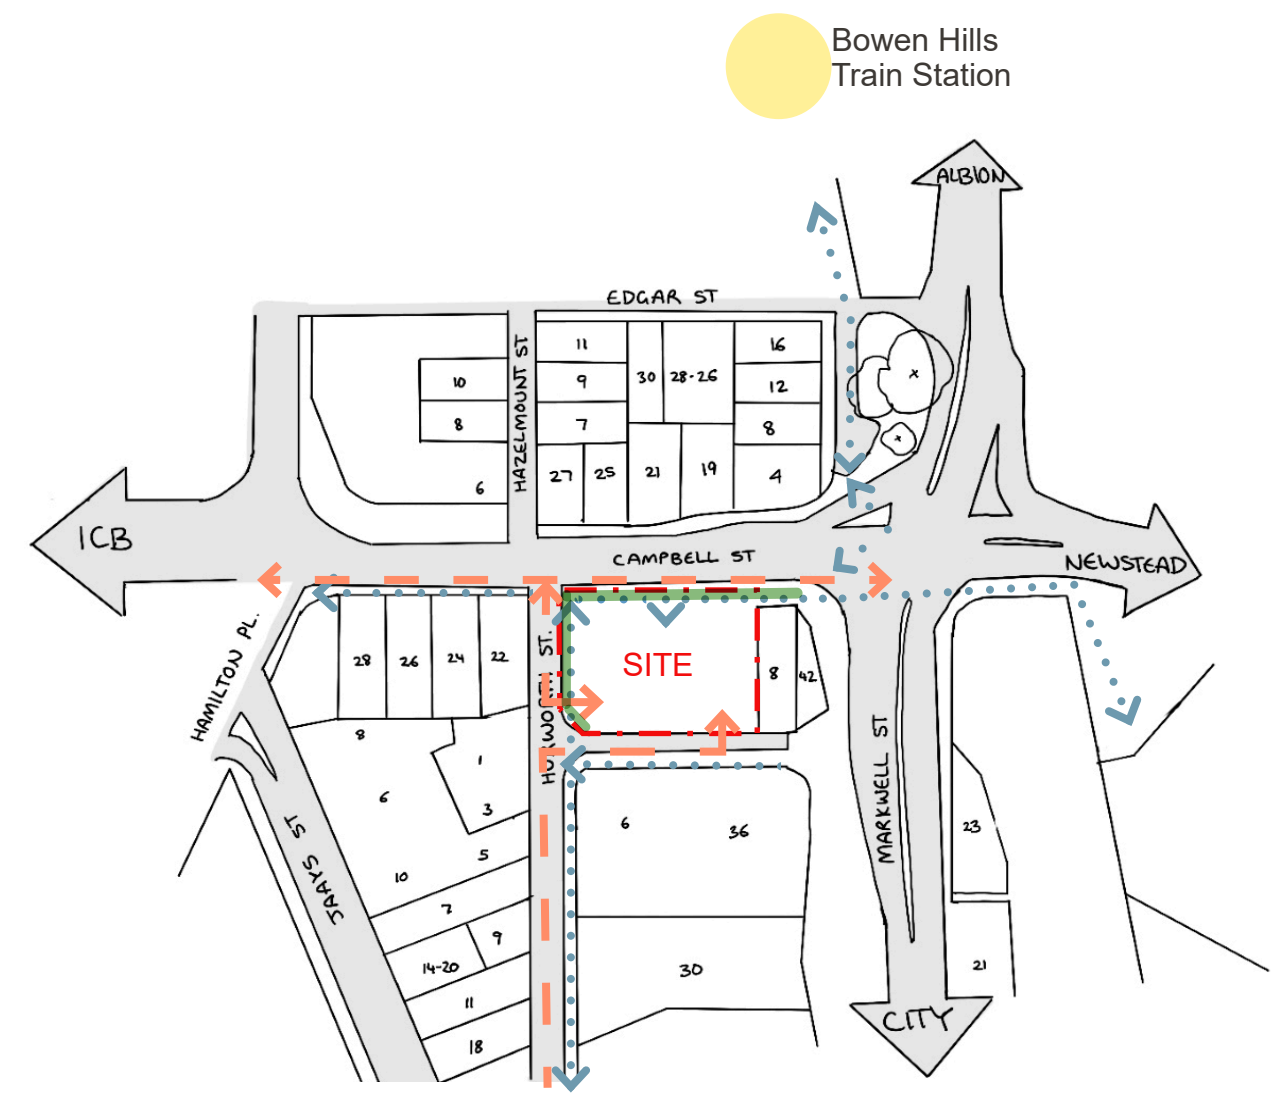 Bowen Hills
Train Station
ALBION
EDGAR ST
HAZELMOUNT ST
11
16
10
9
30
28-26
12
8
7
8
27
25
21
19
4
6
ICB
CAMPBELL ST
NEWSTEAD
HAMILTON PL.
28
26
24
22
HURWORTH ST.
SITE
8
42
8
1
6
3
MARKWELL ST
6
36
23
JAAYS ST
5
10
7
9
14-20
30
21
11
CITY
18